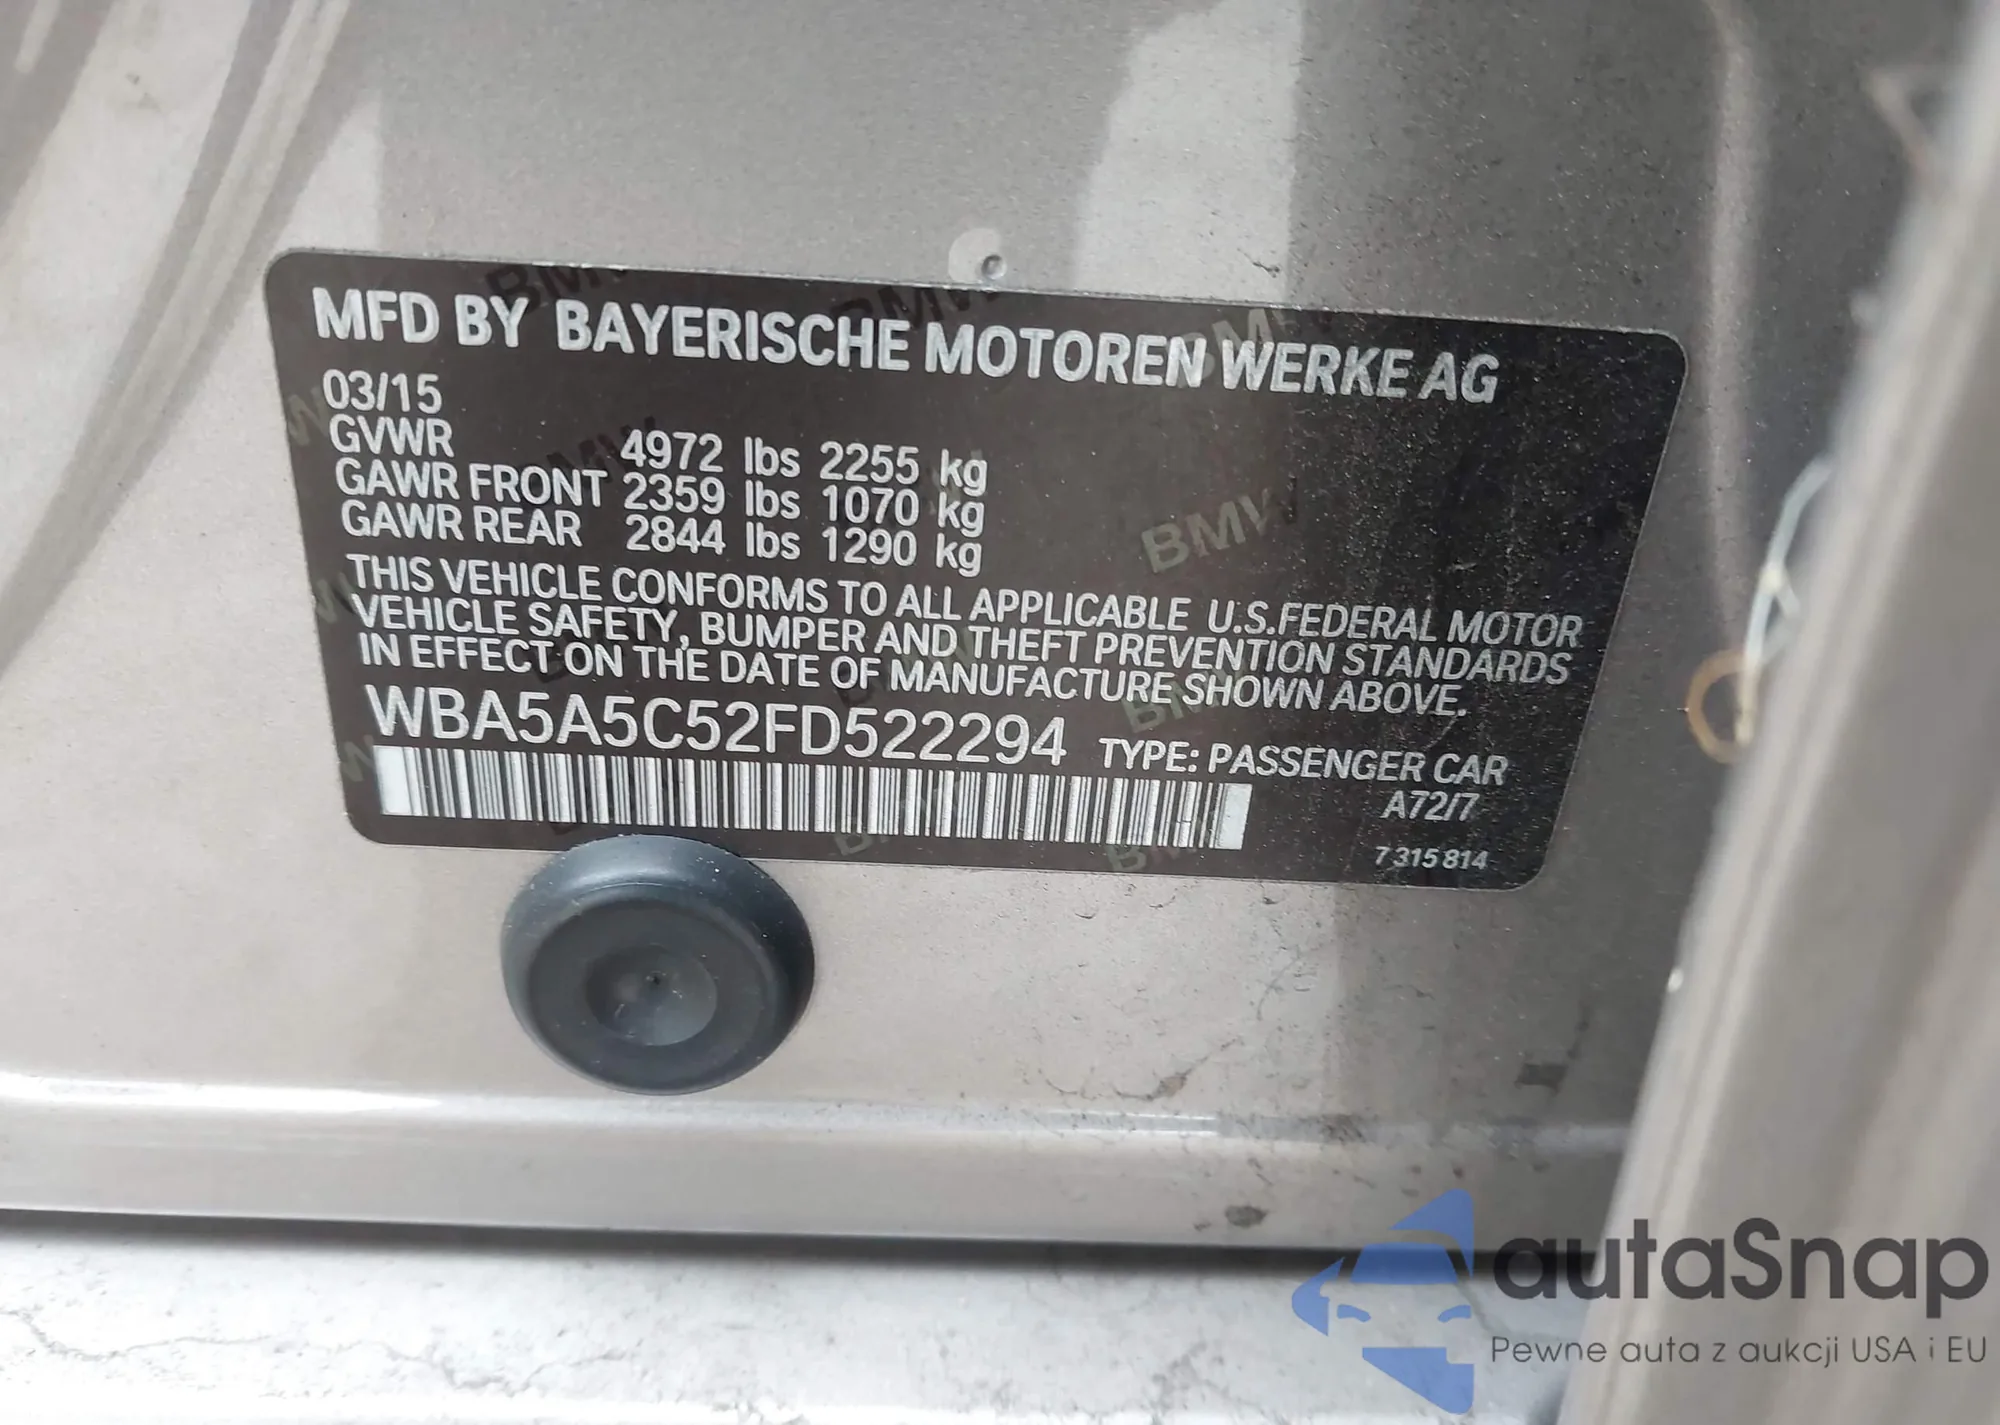 MFD BY BAYERISCHE MOTOREN WERKE AG
03/15
GVWR 4972 lbs 2255 kg
GAWR FRONT 2359 lbs 1070 kg
GAWR REAR 2844 lbs 1290 kg
THIS VEHICLE CONFORMS TO ALL APPLICABLE U.S.FEDERAL MOTOR
VEHICLE SAFETY, BUMPER AND THEFT PREVENTION STANDARDS
IN EFFECT ON THE DATE OF MANUFACTURE SHOWN ABOVE.
WBA5A5C52FD522294 TYPE: PASSENGER CAR
A72/7
7 315 814
autaSnap
Pewne auta z aukcji USA i EU